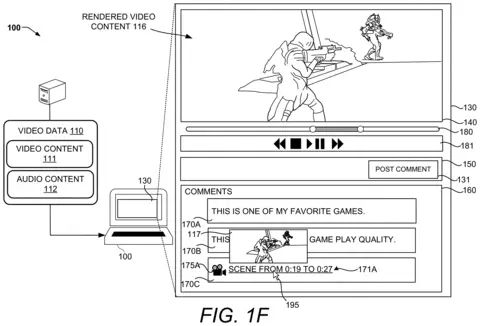 100
RENDERED VIDEO
CONTENT 116
VIDEO DATA 110
VIDEO CONTENT
111
AUDIO CONTENT
112
130
100
130
140
180
181
150
POST COMMENT
131
160
COMMENTS
THIS IS ONE OF MY FAVORITE GAMES.
170A
117
THIS GAME PLAY QUALITY.
170B
175A
SCENE FROM 0:19 TO 0:27 171A
170C
195
FIG. 1F